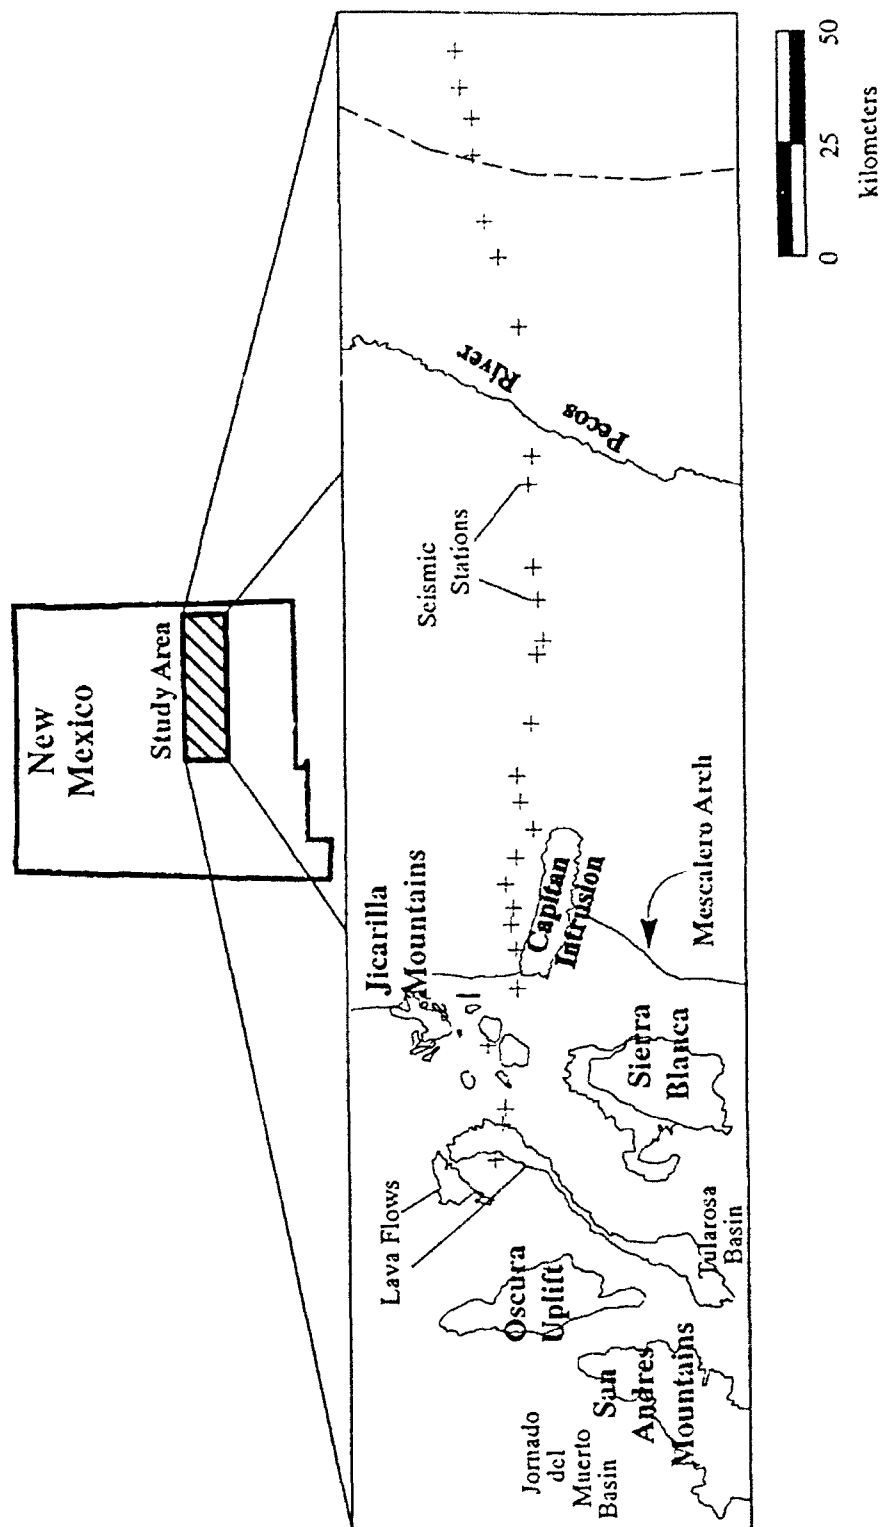 New
Mexico
Study Area
Jornado
del
Muerto
Basin
San
Andres
Mountains
Oscura
Uplift
Lava Flows
Tularosa
Basin
Sierra
Blanca
Jicarilla
Mountains
Capitan
Intrusion
Mescalero Arch
Seismic
Stations
Pecos River
0 25 50
kilometers